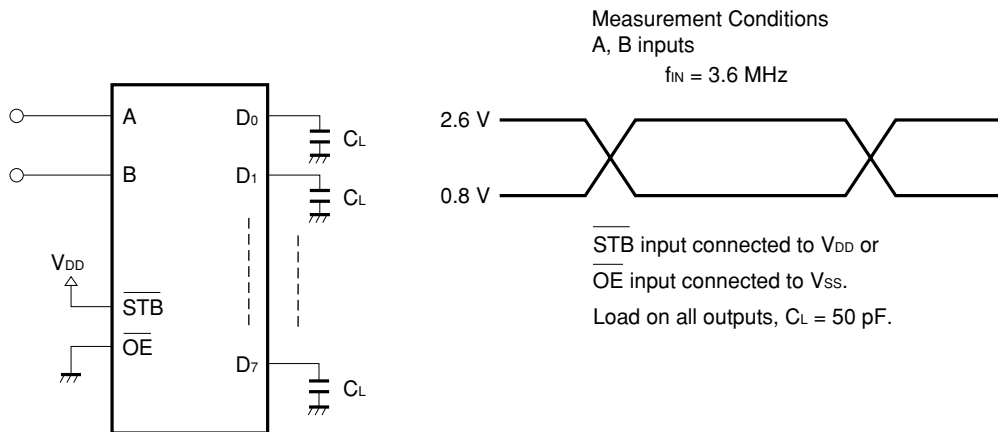 Measurement Conditions
A, B inputs
fIN = 3.6 MHz
2.6 V
0.8 V
STB input connected to VDD or
OE input connected to VSS.
Load on all outputs, CL = 50 pF.
A
B
VDD
STB
OE
D0
CL
D1
CL
D7
CL